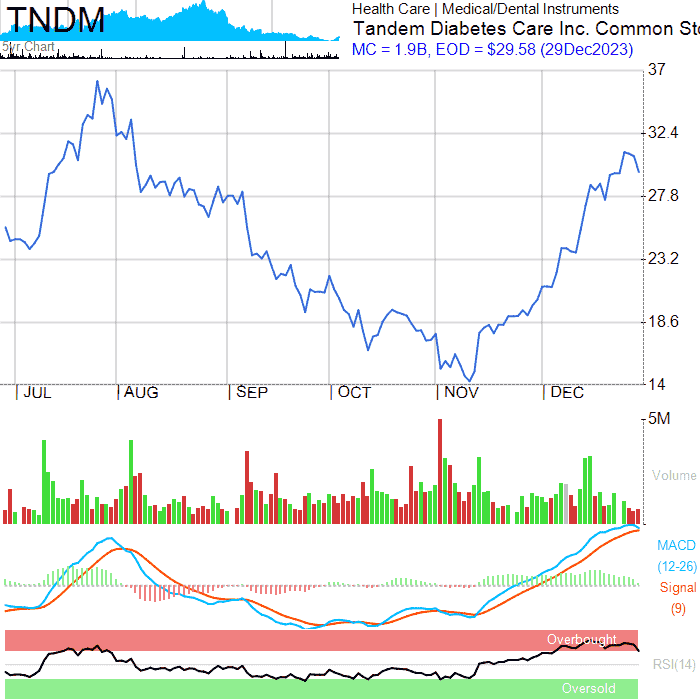 TNDM
5yr Chart
Health Care | Medical/Dental Instruments
Tandem Diabetes Care Inc. Common Sto
MC = 1.9B, EOD = $29.58 (29Dec2023)
37
32.4
27.8
23.2
18.6
14
JUL
AUG
SEP
OCT
NOV
DEC
5M
Volume
MACD
(12-26)
Signal
(9)
Overbought
RSI(14)
Oversold